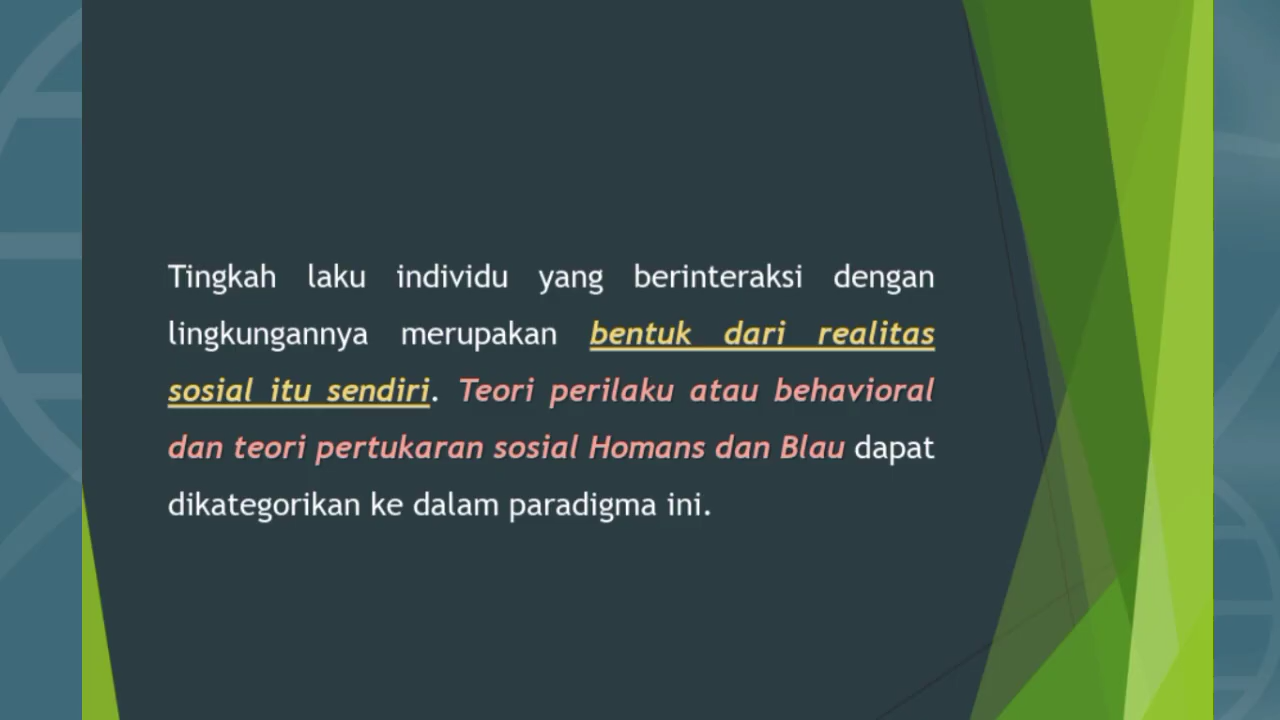 Tingkah laku individu yang berinteraksi dengan
lingkungannya merupakan bentuk dari realitas
sosial itu sendiri. Teori perilaku atau behavioral
dan teori pertukaran sosial Homans dan Blau dapat
dikategorikan ke dalam paradigma ini.